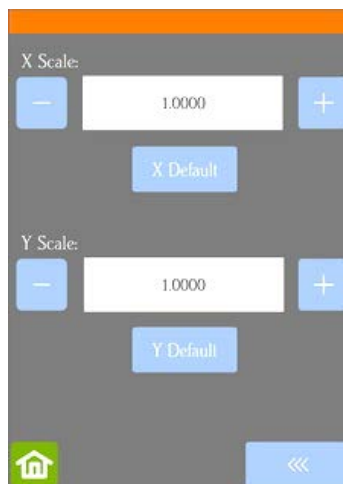 X Scale:
− 1.0000 +
X Default
Y Scale:
− 1.0000 +
Y Default
<<<